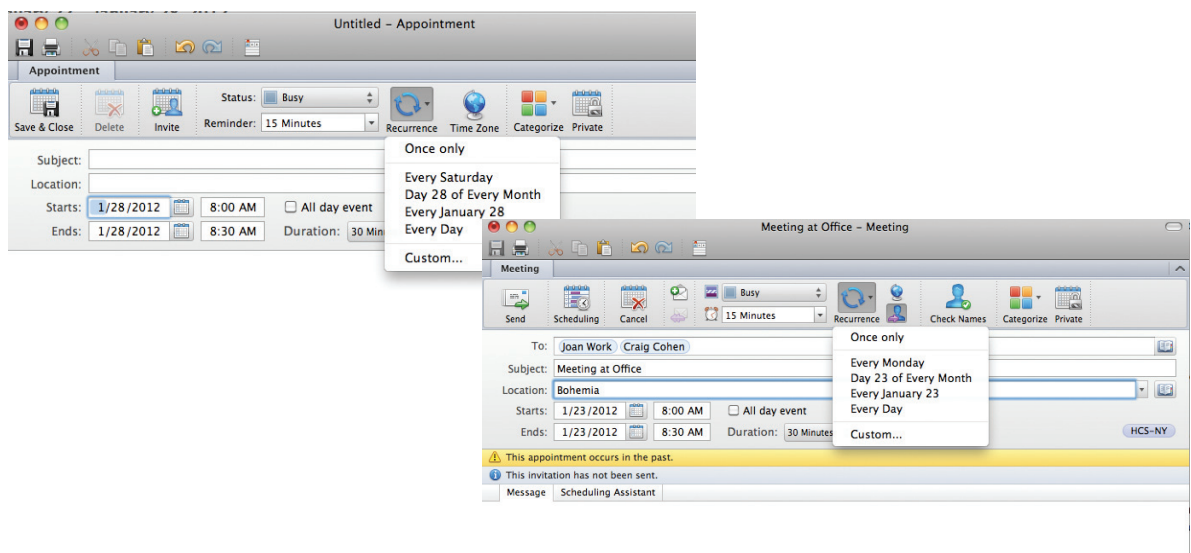 Untitled – Appointment
Appointment
Save & Close
Delete
Invite
Status: Busy
Reminder: 15 Minutes
Recurrence
Time Zone
Categorize
Private
Once only
Every Saturday
Day 28 of Every Month
Every January 28
Every Day
Custom...
Subject:
Location:
Starts: 1/28/2012 8:00 AM All day event
Ends: 1/28/2012 8:30 AM Duration: 30 Min
Meeting at Office – Meeting
Meeting
Send
Scheduling
Cancel
Busy
15 Minutes
Recurrence
Check Names
Categorize
Private
Once only
Every Monday
Day 23 of Every Month
Every January 23
Every Day
Custom...
To: Joan Work Craig Cohen
Subject: Meeting at Office
Location: Bohemia
Starts: 1/23/2012 8:00 AM All day event
Ends: 1/23/2012 8:30 AM Duration: 30 Minutes
HCS-NY
This appointment occurs in the past.
This invitation has not been sent.
Message Scheduling Assistant